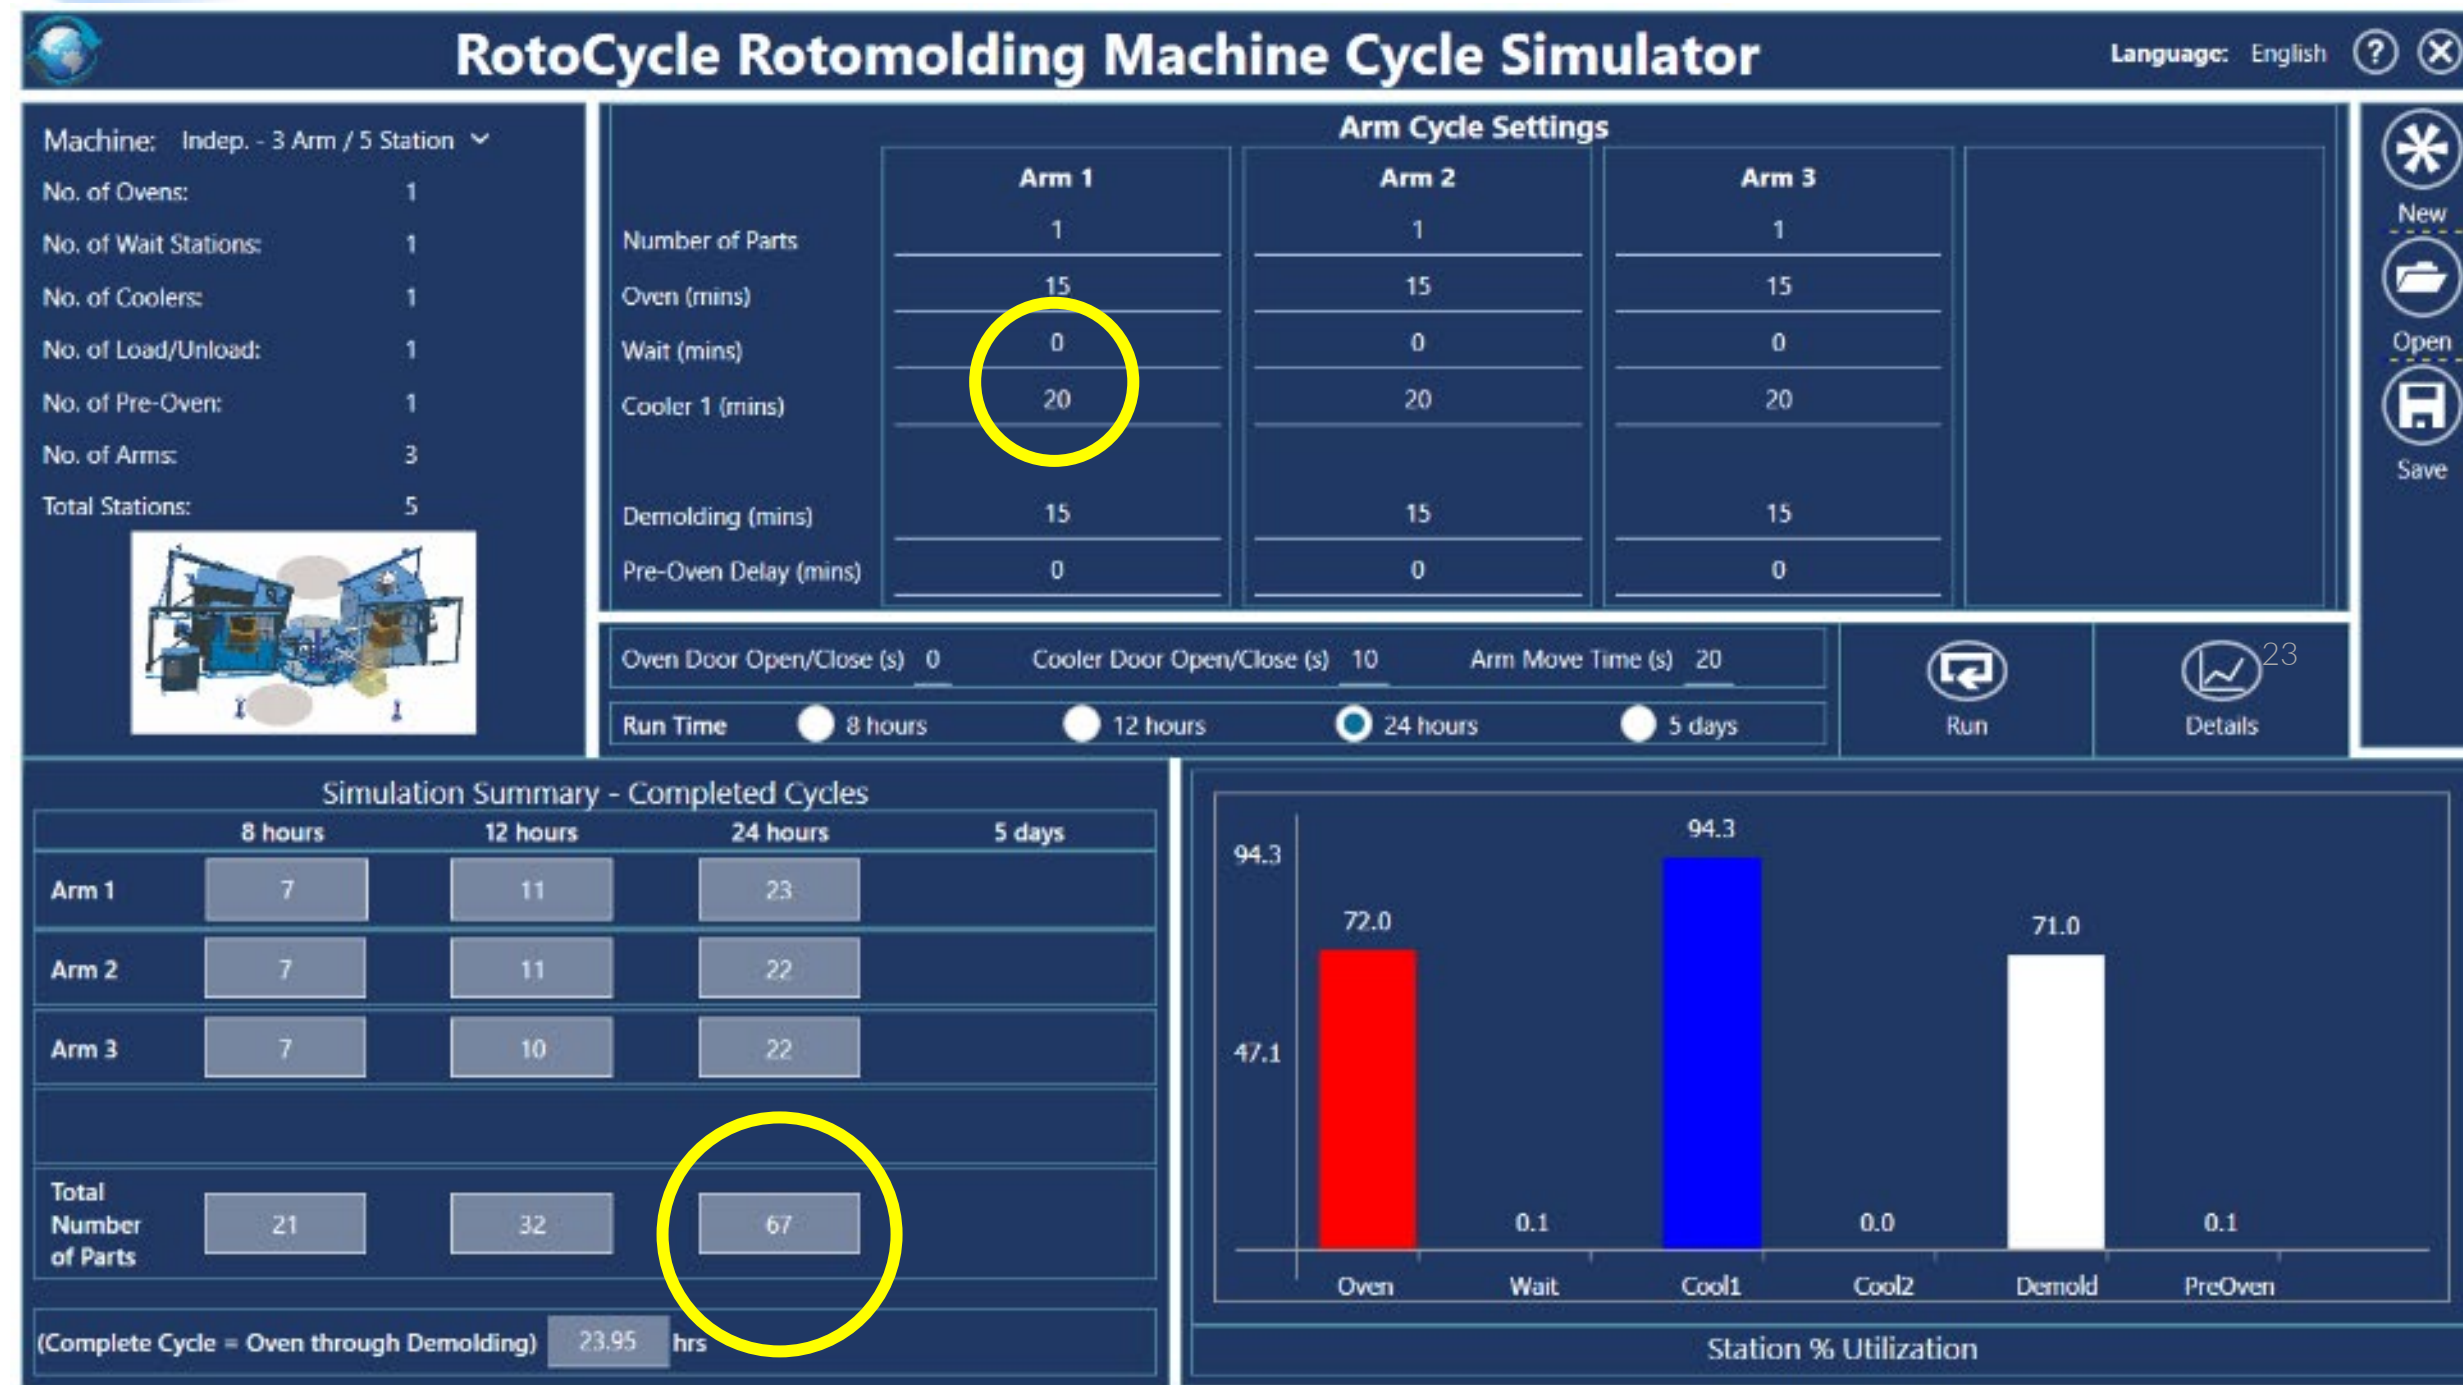 RotoCycle Rotomolding Machine Cycle Simulator
Language: English ?
Machine: Indep. - 3 Arm / 5 Station
No. of Ovens: 1
No. of Wait Stations: 1
No. of Coolers: 1
No. of Load/Unload: 1
No. of Pre-Oven: 1
No. of Arms: 3
Total Stations: 5
Arm Cycle Settings
Arm 1 Arm 2 Arm 3
Number of Parts 1 1 1
Oven (mins) 15 15 15
Wait (mins) 0 0 0
Cooler 1 (mins) 20 20 20
Demolding (mins) 15 15 15
Pre-Oven Delay (mins) 0 0 0
New
Open
Save
Oven Door Open/Close (s) 0 Cooler Door Open/Close (s) 10 Arm Move Time (s) 20
Run Time 8 hours 12 hours 24 hours 5 days
Run
Details
23
Simulation Summary - Completed Cycles
8 hours 12 hours 24 hours 5 days
Arm 1 7 11 23
Arm 2 7 11 22
Arm 3 7 10 22
Total
Number
of Parts
21 32 67
(Complete Cycle = Oven through Demolding) 23.95 hrs
94.3
47.1
72.0 0.1 94.3 0.0 71.0 0.1
Oven Wait Cool1 Cool2 Demold PreOven
Station % Utilization